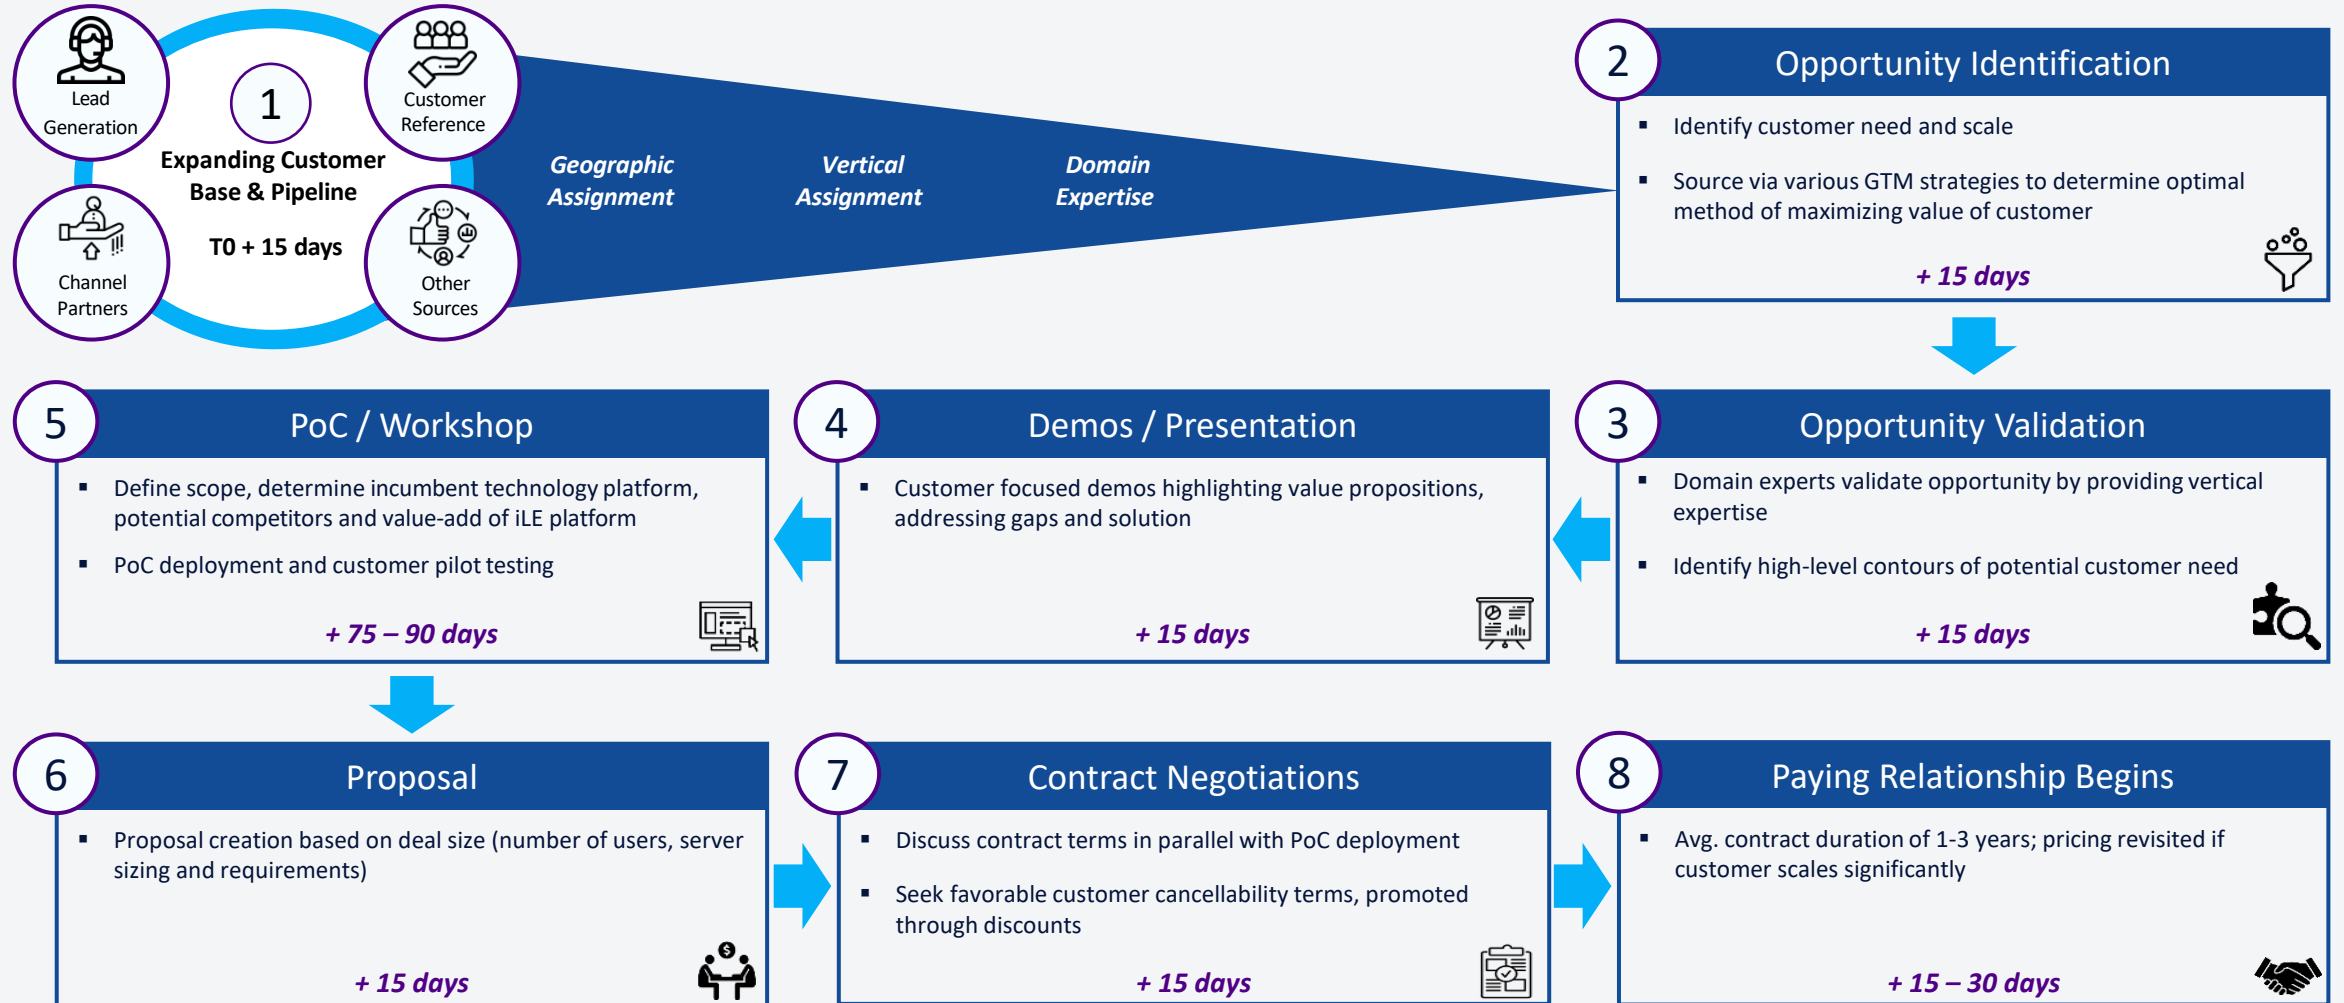 Lead
Generation
Customer
Reference
1
Expanding Customer
Base & Pipeline
T0 + 15 days
Channel
Partners
Other
Sources
Geographic
Assignment
Vertical
Assignment
Domain
Expertise
2
Opportunity Identification
▪ Identify customer need and scale
▪ Source via various GTM strategies to determine optimal
method of maximizing value of customer
+ 15 days
3
Opportunity Validation
▪ Domain experts validate opportunity by providing vertical
expertise
▪ Identify high-level contours of potential customer need
+ 15 days
4
Demos / Presentation
▪ Customer focused demos highlighting value propositions,
addressing gaps and solution
+ 15 days
5
PoC / Workshop
▪ Define scope, determine incumbent technology platform,
potential competitors and value-add of iLE platform
▪ PoC deployment and customer pilot testing
+ 75 – 90 days
6
Proposal
▪ Proposal creation based on deal size (number of users, server
sizing and requirements)
+ 15 days
7
Contract Negotiations
▪ Discuss contract terms in parallel with PoC deployment
▪ Seek favorable customer cancellability terms, promoted
through discounts
+ 15 days
8
Paying Relationship Begins
▪ Avg. contract duration of 1-3 years; pricing revisited if
customer scales significantly
+ 15 – 30 days